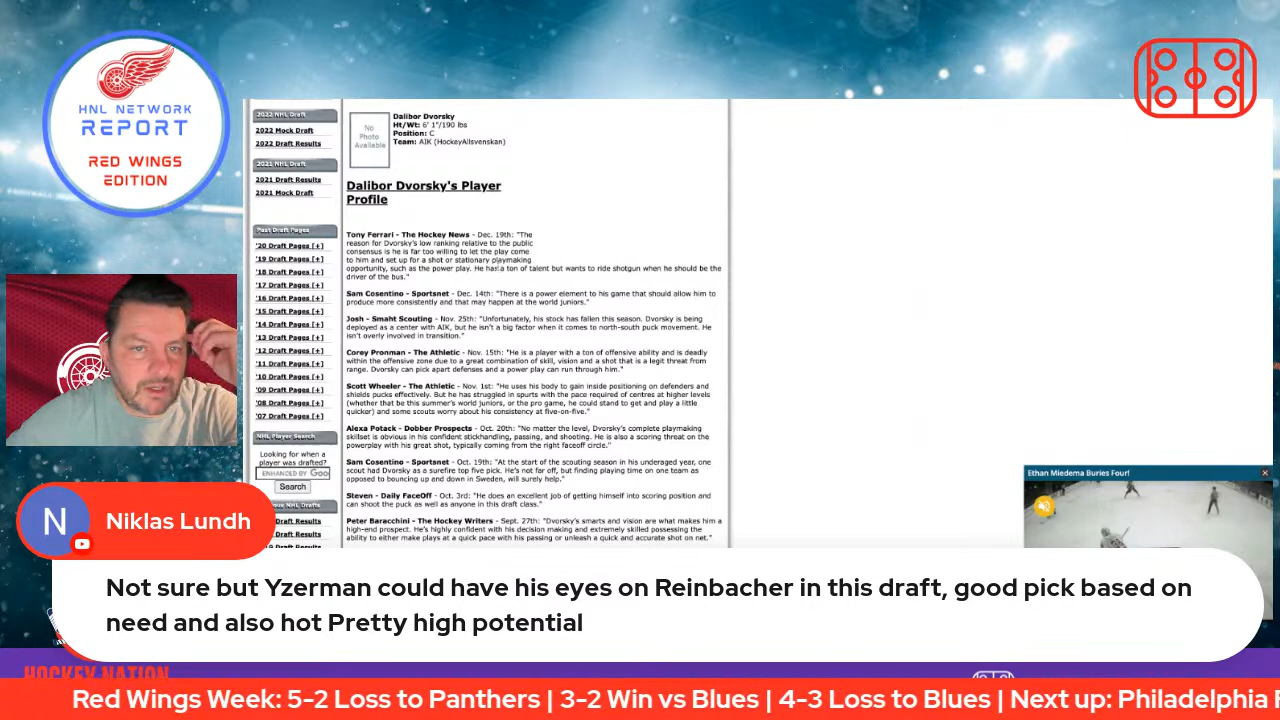 HNL NETWORK
REPORT
RED WINGS
EDITION
2022 NHL Draft
2022 Mock Draft
2022 Draft Results
2021 NHL Draft
2021 Draft Results
2021 Mock Draft
Past Draft Pages
'20 Draft Pages [+]
'19 Draft Pages [+]
'18 Draft Pages [+]
'17 Draft Pages [+]
'16 Draft Pages [+]
'15 Draft Pages [+]
'14 Draft Pages [+]
'13 Draft Pages [+]
'12 Draft Pages [+]
'11 Draft Pages [+]
'10 Draft Pages [+]
'09 Draft Pages [+]
'08 Draft Pages [+]
'07 Draft Pages [+]
NHL Player Search
Looking for when a
player was drafted?
ENHANCED BY Goo
Search
ous NHL Drafts
Draft Results
Draft Results
No
Photo
Available
Dalibor Dvorsky
Ht/Wt: 6' 1"/190 lbs
Position: C
Team: AIK (HockeyAllsvenskan)
Dalibor Dvorsky's Player
Profile
Tony Ferrari - The Hockey News - Dec. 19th: "The
reason for Dvorsky's low ranking relative to the public
consensus is he is far too willing to let the play come
to him and set up for a shot or stationary playmaking
opportunity, such as the power play. He has a ton of talent but wants to ride shotgun when he should be the
driver of the bus."
Sam Cosentino - Sportsnet - Dec. 14th: "There is a power element to his game that should allow him to
produce more consistently and that may happen at the world juniors."
Josh - Smaht Scouting - Nov. 25th: "Unfortunately, his stock has fallen this season. Dvorsky is being
deployed as a center with AIK, but he isn't a big factor when it comes to north-south puck movement. He
isn't overly involved in transition."
Corey Pronman - The Athletic - Nov. 15th: "He is a player with a ton of offensive ability and is deadly
within the offensive zone due to a great combination of skill, vision and a shot that is a legit threat from
range. Dvorsky can pick apart defenses and a power play can run through him."
Scott Wheeler - The Athletic - Nov. 1st: "He uses his body to gain inside positioning on defenders and
shields pucks effectively. But he has struggled in spurts with the pace required of centres at higher levels
(whether that be this summer's world juniors, or the pro game, he could stand to get and play a little
quicker) and some scouts worry about his consistency at five-on-five."
Alexa Potack - Dobber Prospects - Oct. 20th: "No matter the level, Dvorsky's complete playmaking
skillset is obvious in his confident stickhandling, passing, and shooting. He is also a scoring threat on the
powerplay with his great shot, typically coming from the right faceoff circle."
Sam Cosentino - Sportsnet - Oct. 19th: "At the start of the scouting season in his underaged year, one
scout had Dvorsky as a surefire top five pick. He's not far off, but finding playing time on one team as
opposed to bouncing up and down in Sweden, will surely help."
Steven - Daily FaceOff - Oct. 3rd: "He does an excellent job of getting himself into scoring position and
can shoot the puck as well as anyone in this draft class."
Peter Baracchini - The Hockey Writers - Sept. 27th: "Dvorsky's smarts and vision are what makes him a
high-end prospect. He's highly confident with his decision making and extremely skilled possessing the
ability to either make plays at a quick pace with his passing or unleash a quick and accurate shot on net."
Ethan Miedema Buries Four!
N
Niklas Lundh
Not sure but Yzerman could have his eyes on Reinbacher in this draft, good pick based on
need and also hot Pretty high potential
HOCKEY NATION
Red Wings Week: 5-2 Loss to Panthers | 3-2 Win vs Blues | 4-3 Loss to Blues | Next up: Philadelphia